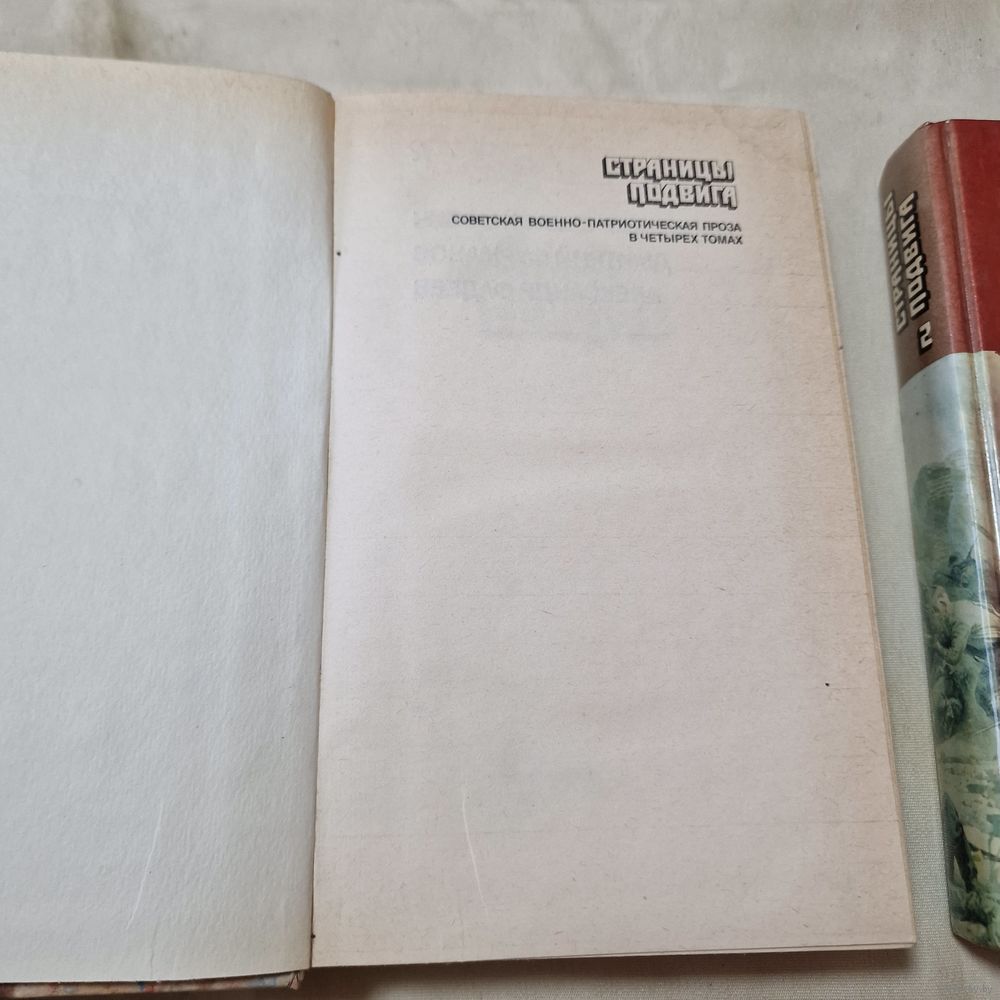 СТРАНИЦЫ
ПОДВИГА
СОВЕТСКАЯ ВОЕННО-ПАТРИОТИЧЕСКАЯ ПРОЗА
В ЧЕТЫРЕХ ТОМАХ
СТРАНИЦЫ
ПОДВИГА
2